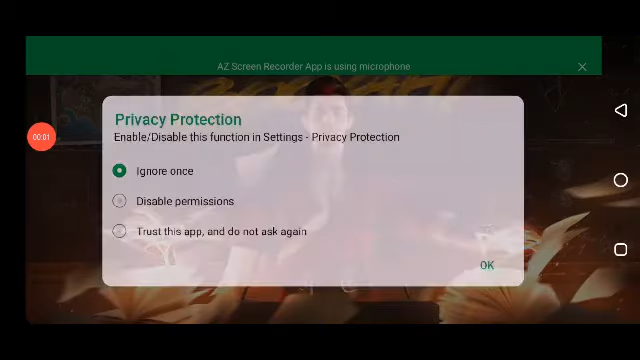 AZ Screen Recorder App is using microphone
Privacy Protection
Enable/Disable this function in Settings - Privacy Protection
00:01
Ignore once
Disable permissions
Trust this app, and do not ask again
OK